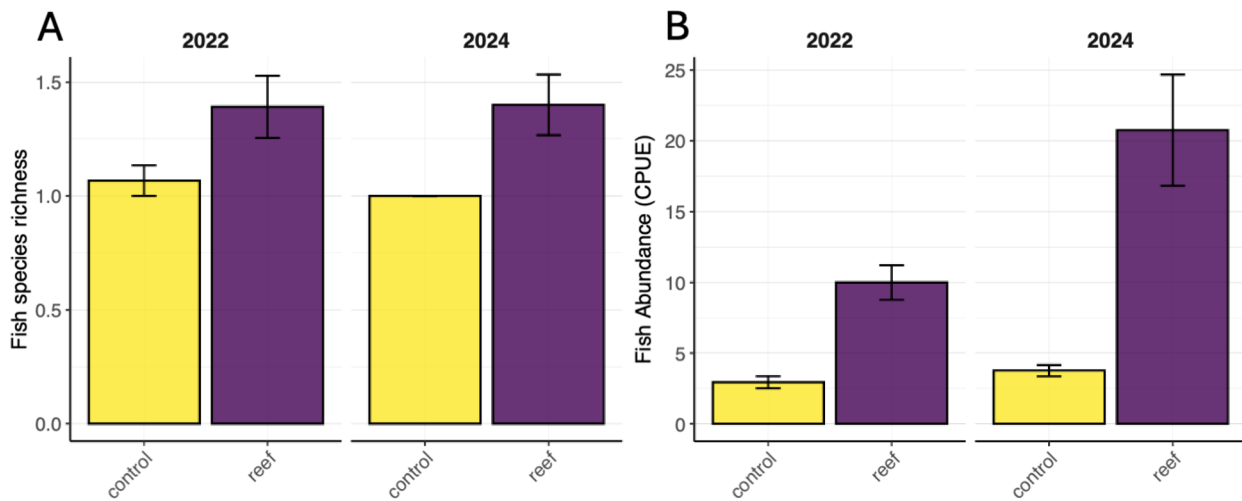 A
2022
2024
Fish species richness
1.5
1.0
0.5
0.0
control
reef
control
reef
B
2022
2024
Fish Abundance (CPUE)
25
20
15
10
5
0
control
reef
control
reef